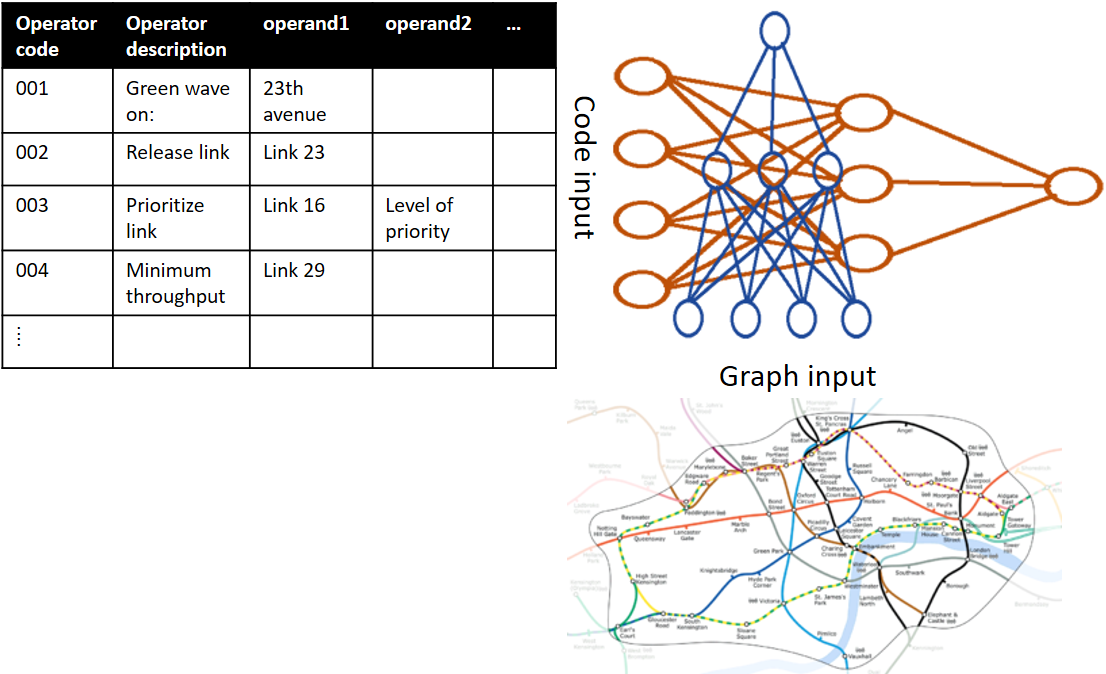 Operator code
Operator description
operand1
operand2
...
001
Green wave on:
23th avenue
002
Release link
Link 23
003
Prioritize link
Link 16
Level of priority
004
Minimum throughput
Link 29
Code input
Graph input
King's Cross
St. Pancras
Angel
Euston
Old Street
Great Portland Street
Euston Square
Warren Street
Baker Street
Regent's Park
Marylebone
Edgware Road
Paddington
Russell Square
Goodge Street
Farringdon
Barbican
Liverpool Street
Moorgate
Chancery Lane
Tottenham Court Road
Holborn
St. Paul's
Aldgate East
Aldgate
Bayswater
Bond Street
Oxford Circus
Bank
Notting Hill Gate
Queensway
Lancaster Gate
Marble Arch
Piccadilly Circus
Covent Garden
Leicester Square
Blackfriars
Mansion House
Cannon Street
Monument
Tower Gateway
Tower Hill
Temple
Green Park
Charing Cross
Embankment
London Bridge
High Street Kensington
Knightsbridge
Hyde Park Corner
Westminster
Southwark
Borough
St. James's Park
Lambeth North
Victoria
Elephant & Castle
Gloucester Road
South Kensington
Sloane Square
Earl's Court
Pimlico
Vauxhall
Kennington